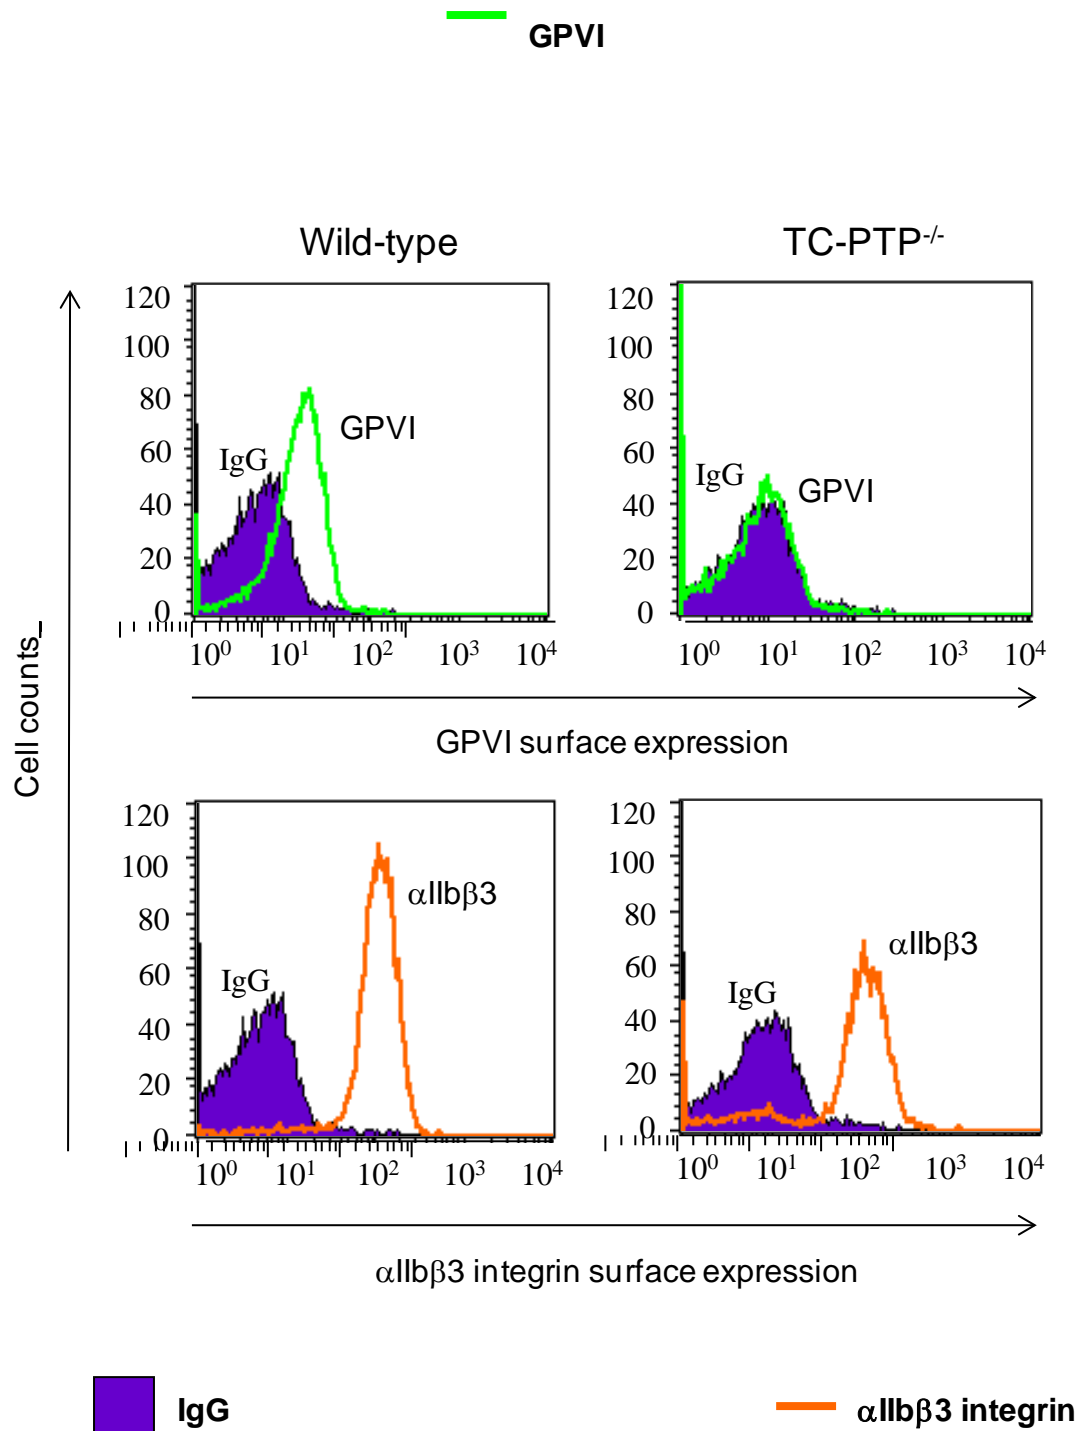 GPVI
Wild-type
TC-PTP-/-
120
100
80
60
40
20
0
IgG
GPVI
10⁰ 10¹ 10² 10³ 10⁴
120
100
80
60
40
20
0
IgG
GPVI
10⁰ 10¹ 10² 10³ 10⁴
GPVI surface expression
Cell counts_
120
100
80
60
40
20
0
IgG
αIIbβ3
10⁰ 10¹ 10² 10³ 10⁴
120
100
80
60
40
20
0
IgG
αIIbβ3
10⁰ 10¹ 10² 10³ 10⁴
αIIbβ3 integrin surface expression
IgG
αIIbβ3 integrin